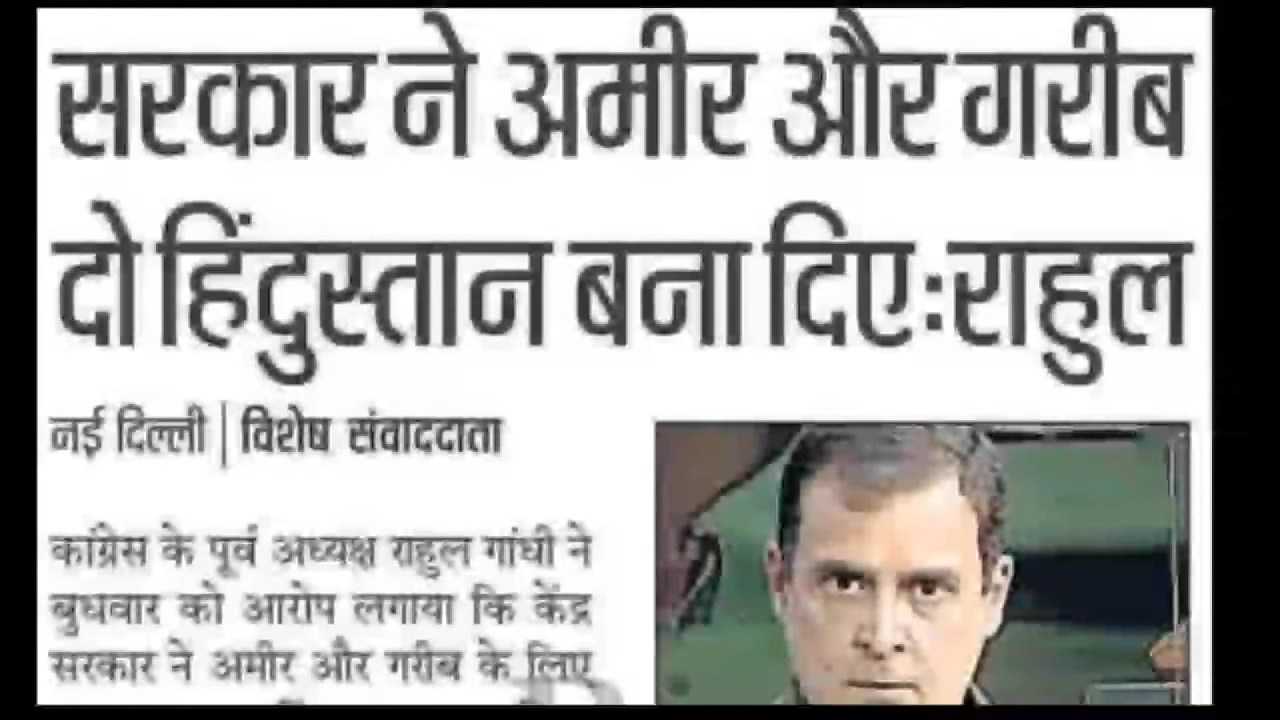 सरकार ने अमीर और गरीब
दो हिंदुस्तान बना दिए:राहुल
नई दिल्ली | विशेष संवाददाता
कांग्रेस के पूर्व अध्यक्ष राहुल गांधी ने
बुधवार को आरोप लगाया कि केंद्र
सरकार ने अमीर और गरीब के लिए